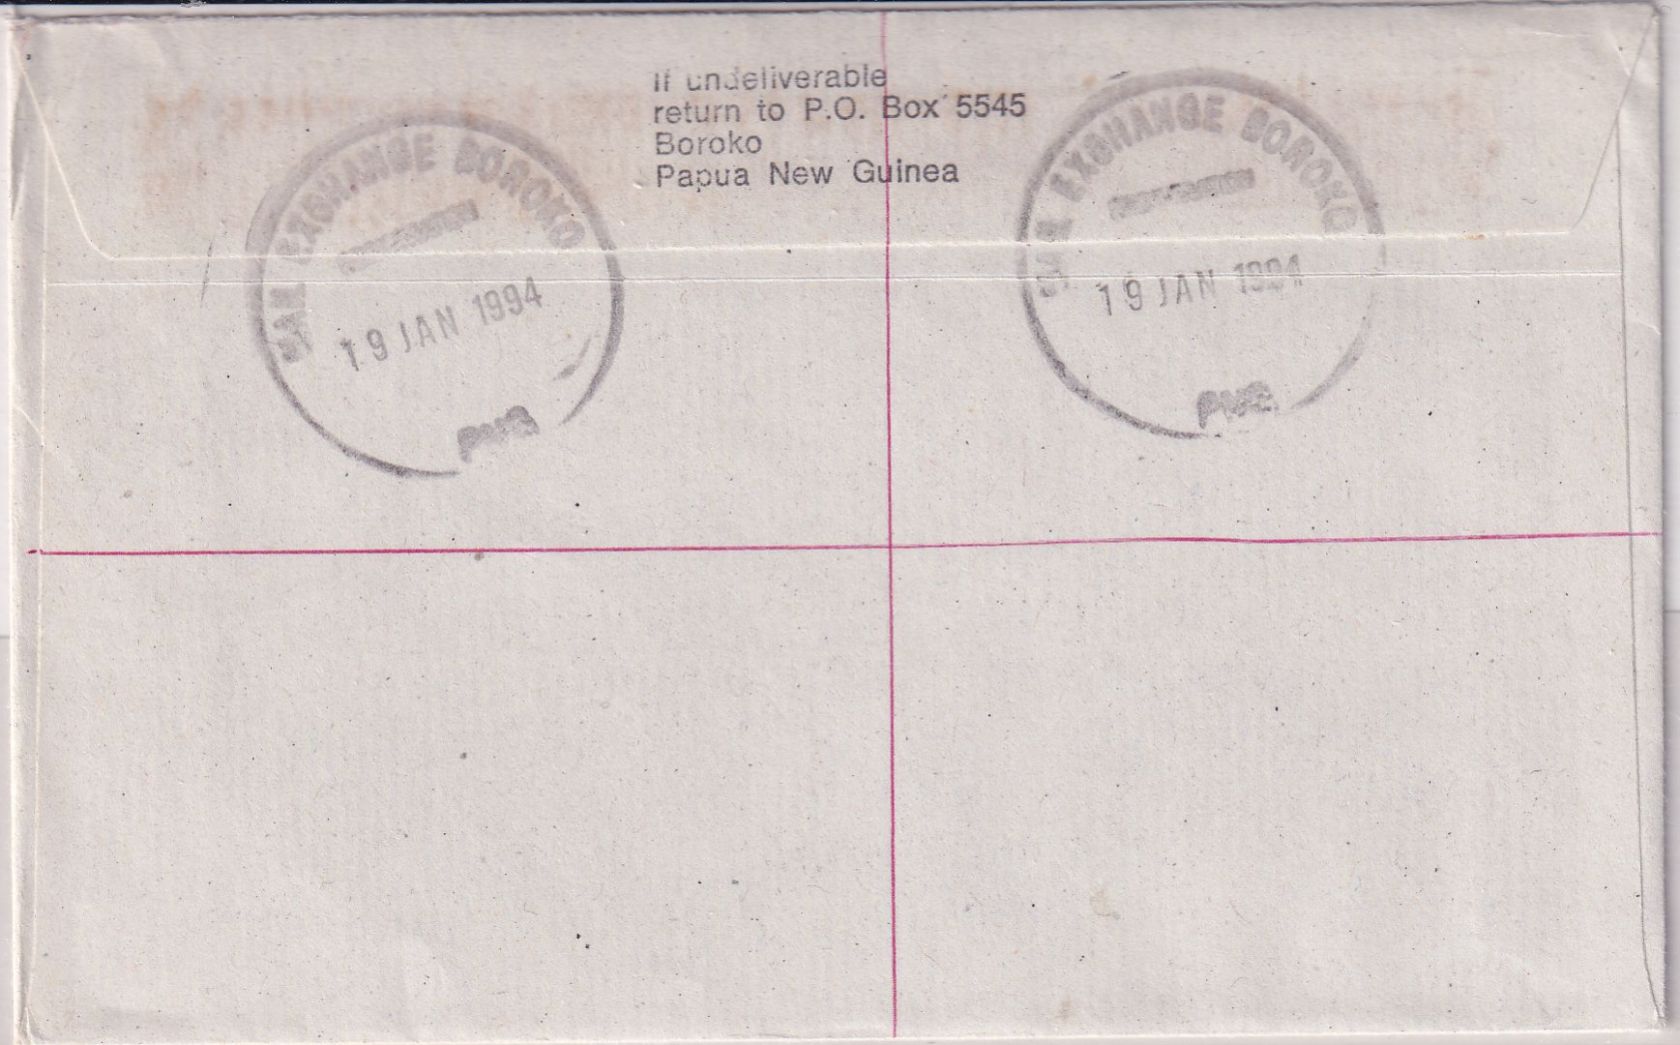 If undeliverable
return to P.O. Box 5545
Boroko
Papua New Guinea
EXCHANGE BOROKO
19 JAN 1994
PNG
EXCHANGE BOROKO
19 JAN 1994
PNG